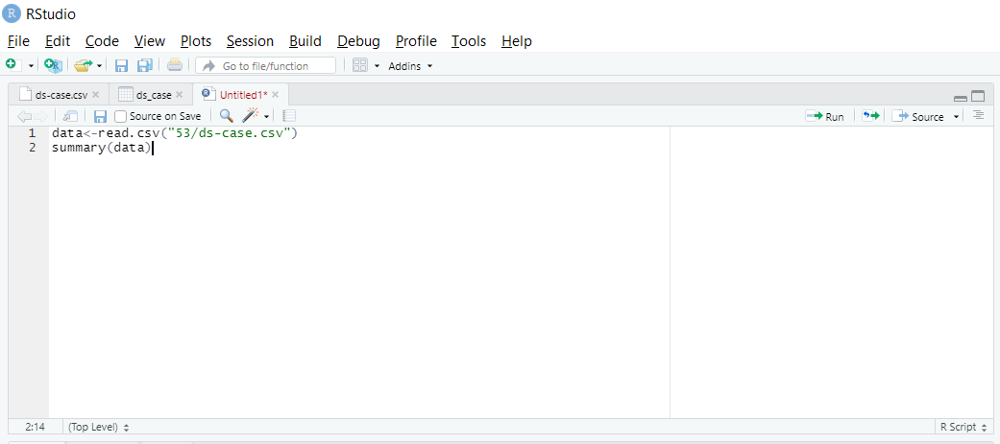 RStudio
File Edit Code View Plots Session Build Debug Profile Tools Help
Go to file/function Addins
ds-case.csv ds_case Untitled1*
Source on Save Run Source
1 data<-read.csv("53/ds-case.csv")
2 summary(data)
2:14 (Top Level) R Script